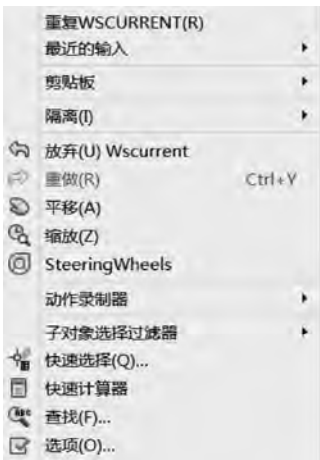 重复WSCURRENT(R)
最近的输入
剪贴板
隔离(I)
放弃(U) Wscurrent
重做(R) Ctrl+Y
平移(A)
缩放(Z)
SteeringWheels
动作录制器
子对象选择过滤器
快速选择(Q)...
快速计算器
查找(F)...
选项(O)...